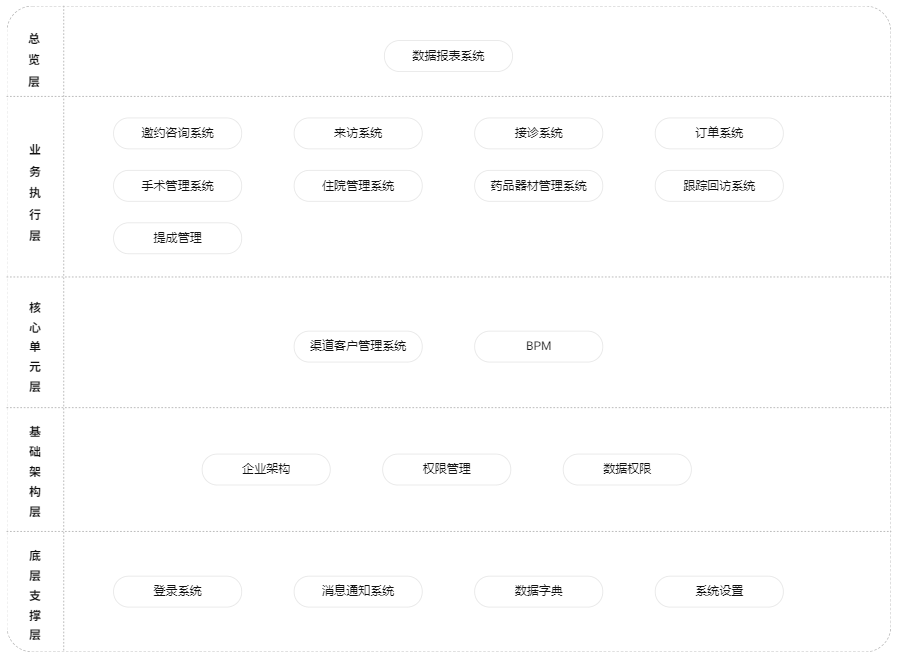 总览层
数据报表系统
业务执行层
邀约咨询系统
来访系统
接诊系统
订单系统
手术管理系统
住院管理系统
药品器材管理系统
跟踪回访系统
提成管理
核心单元层
渠道客户管理系统
BPM
基础架构层
企业架构
权限管理
数据权限
底层支撑层
登录系统
消息通知系统
数据字典
系统设置